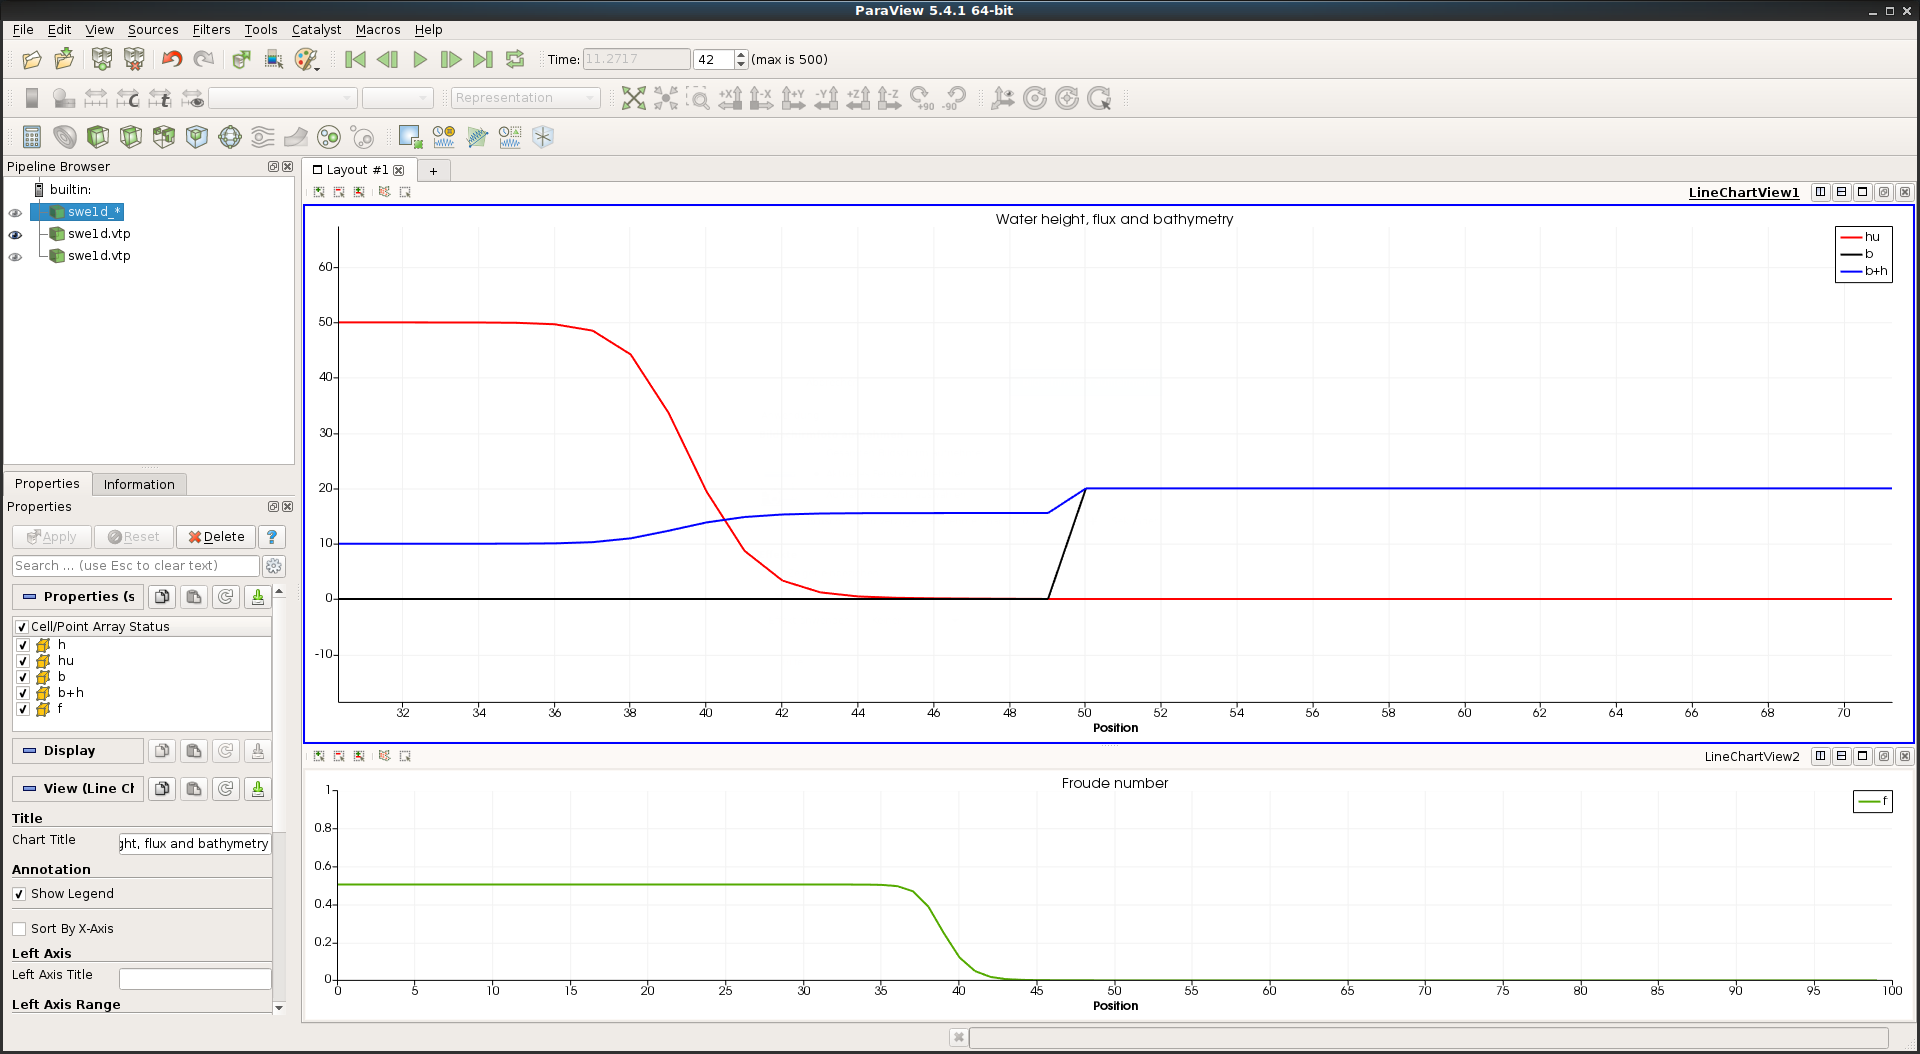 ParaView 5.4.1 64-bit
File Edit View Sources Filters Tools Catalyst Macros Help
Time: 11.2717 42 (max is 500)
Representation
+X -X +Y -Y +Z -Z +90 -90
Pipeline Browser
builtin:
swe1d_*
swe1d.vtp
swe1d.vtp
Properties Information
Properties
Apply Reset Delete ?
Search ... (use Esc to clear text)
Properties (s
Cell/Point Array Status
h
hu
b
b+h
f
Display
View (Line Ch
Title
Chart Title ght, flux and bathymetry
Annotation
Show Legend
Sort By X-Axis
Left Axis
Left Axis Title
Left Axis Range
Layout #1 +
LineChartView1
Water height, flux and bathymetry
hu
b
b+h
60
50
40
30
20
10
0
-10
32 34 36 38 40 42 44 46 48 50 52 54 56 58 60 62 64 66 68 70
Position
LineChartView2
Froude number
f
1
0.8
0.6
0.4
0.2
0
0 5 10 15 20 25 30 35 40 45 50 55 60 65 70 75 80 85 90 95 100
Position